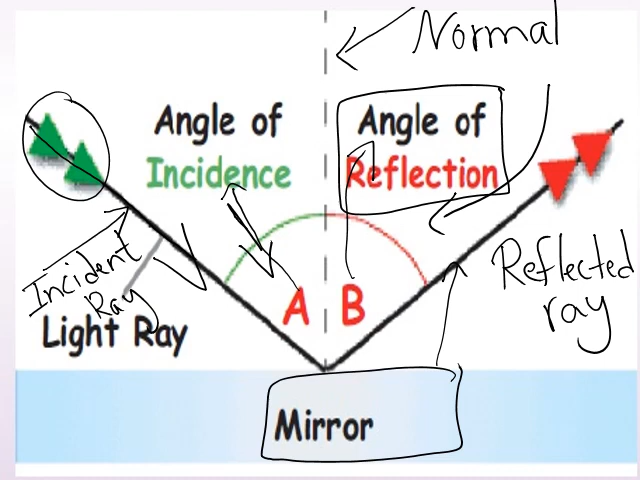 Normal
Angle of
Incidence
Angle of
Reflection
Incident
Ray
Reflected
ray
Light Ray
A
B
Mirror